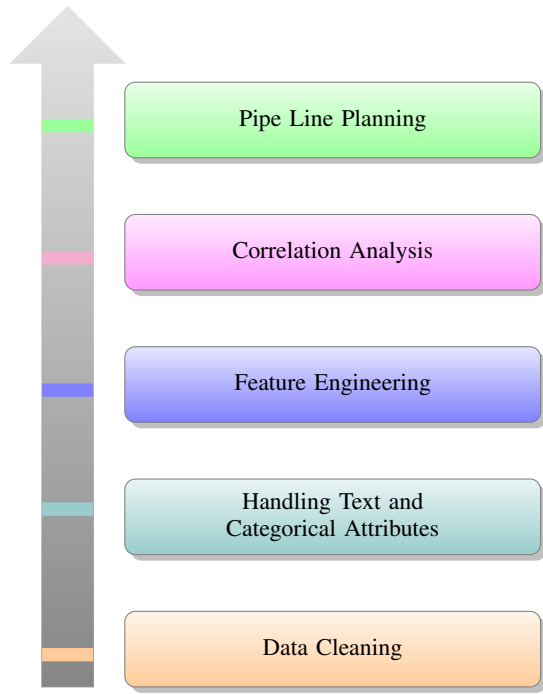 Pipe Line Planning
Correlation Analysis
Feature Engineering
Handling Text and
Categorical Attributes
Data Cleaning